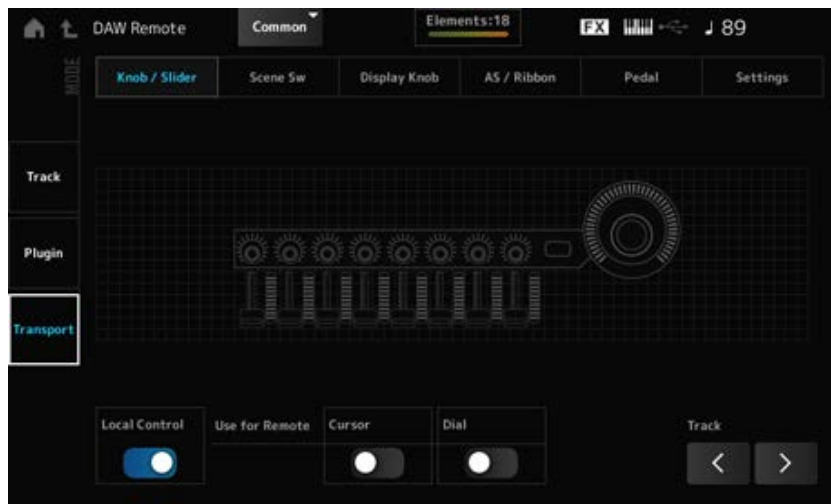 DAW Remote
Common
Elements:18
FX
♩ 89
MODE
Knob / Slider
Scene Sw
Display Knob
AS / Ribbon
Pedal
Settings
Track
Plugin
Transport
Local Control
Use for Remote
Cursor
Dial
Track